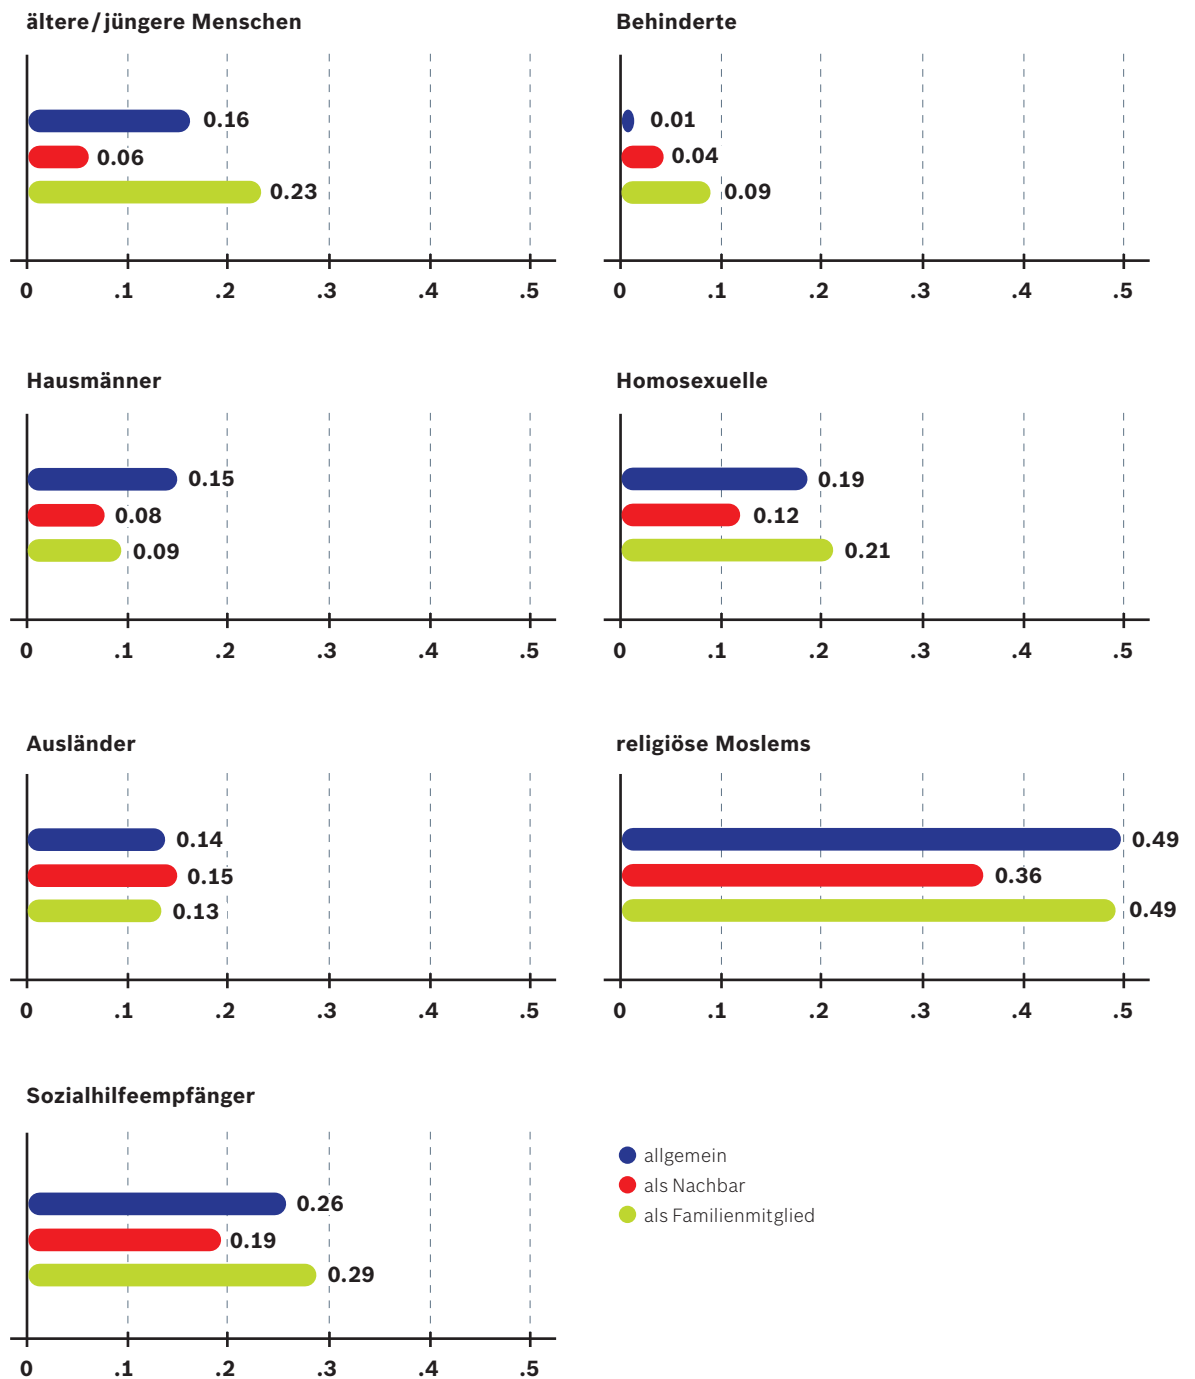 ältere/jüngere Menschen
0.16
0.06
0.23
0 .1 .2 .3 .4 .5
Behinderte
0.01
0.04
0.09
0 .1 .2 .3 .4 .5
Hausmänner
0.15
0.08
0.09
0 .1 .2 .3 .4 .5
Homosexuelle
0.19
0.12
0.21
0 .1 .2 .3 .4 .5
Ausländer
0.14
0.15
0.13
0 .1 .2 .3 .4 .5
religiöse Moslems
0.49
0.36
0.49
0 .1 .2 .3 .4 .5
Sozialhilfeempfänger
0.26
0.19
0.29
0 .1 .2 .3 .4 .5
allgemein
als Nachbar
als Familienmitglied